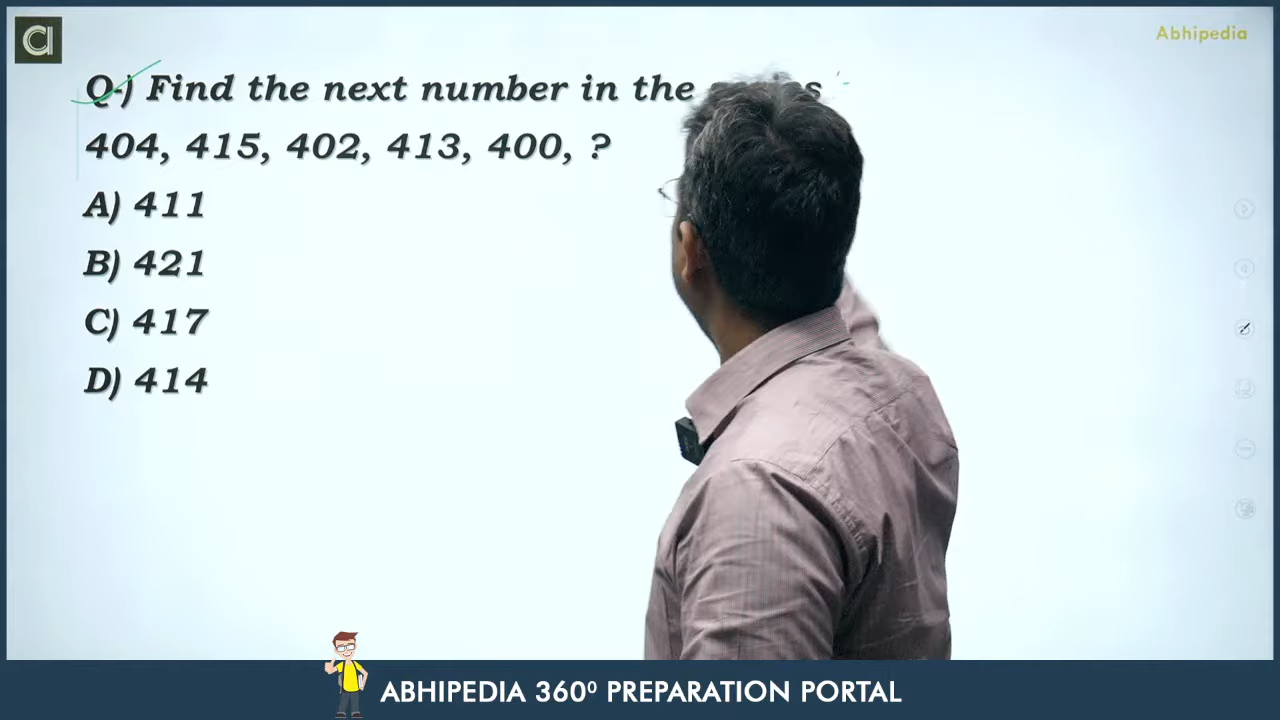 Abhipedia
Q-) Find the next number in the
404, 415, 402, 413, 400, ?
A) 411
B) 421
C) 417
D) 414
ABHIPEDIA 360⁰ PREPARATION PORTAL